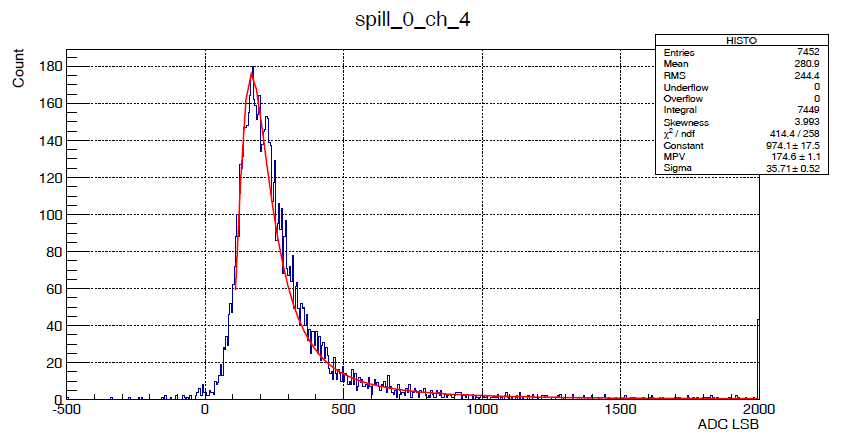 spill_0_ch_4
HISTO
Entries 7452
Mean 280.9
RMS 244.4
Underflow 0
Overflow 0
Integral 7449
Skewness 3.993
χ² / ndf 414.4 / 258
Constant 974.1 ± 17.5
MPV 174.6 ± 1.1
Sigma 35.71 ± 0.52
Count
180
160
140
120
100
80
60
40
20
0
-500 0 500 1000 1500 2000
ADC LSB